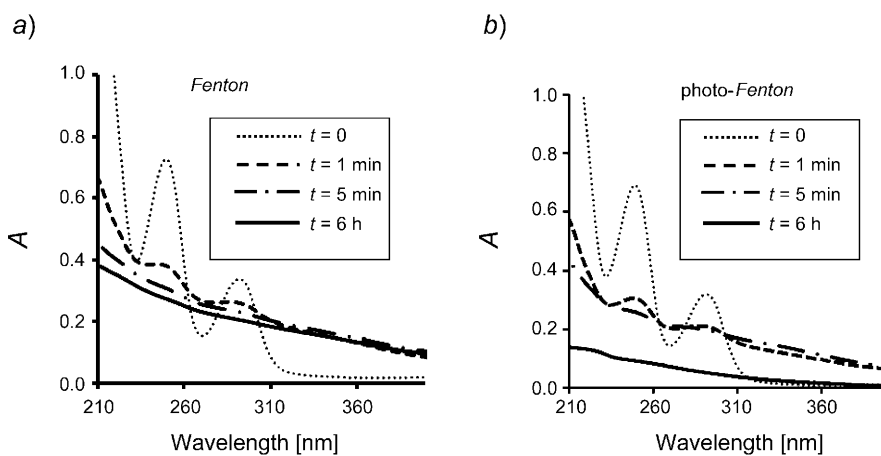 a)
Fenton
1.0
0.8
0.6
0.4
0.2
0.0
A
t = 0
t = 1 min
t = 5 min
t = 6 h
210
260
310
360
Wavelength [nm]
b)
photo-Fenton
1.0
0.8
0.6
0.4
0.2
0.0
A
t = 0
t = 1 min
t = 5 min
t = 6 h
210
260
310
360
Wavelength [nm]